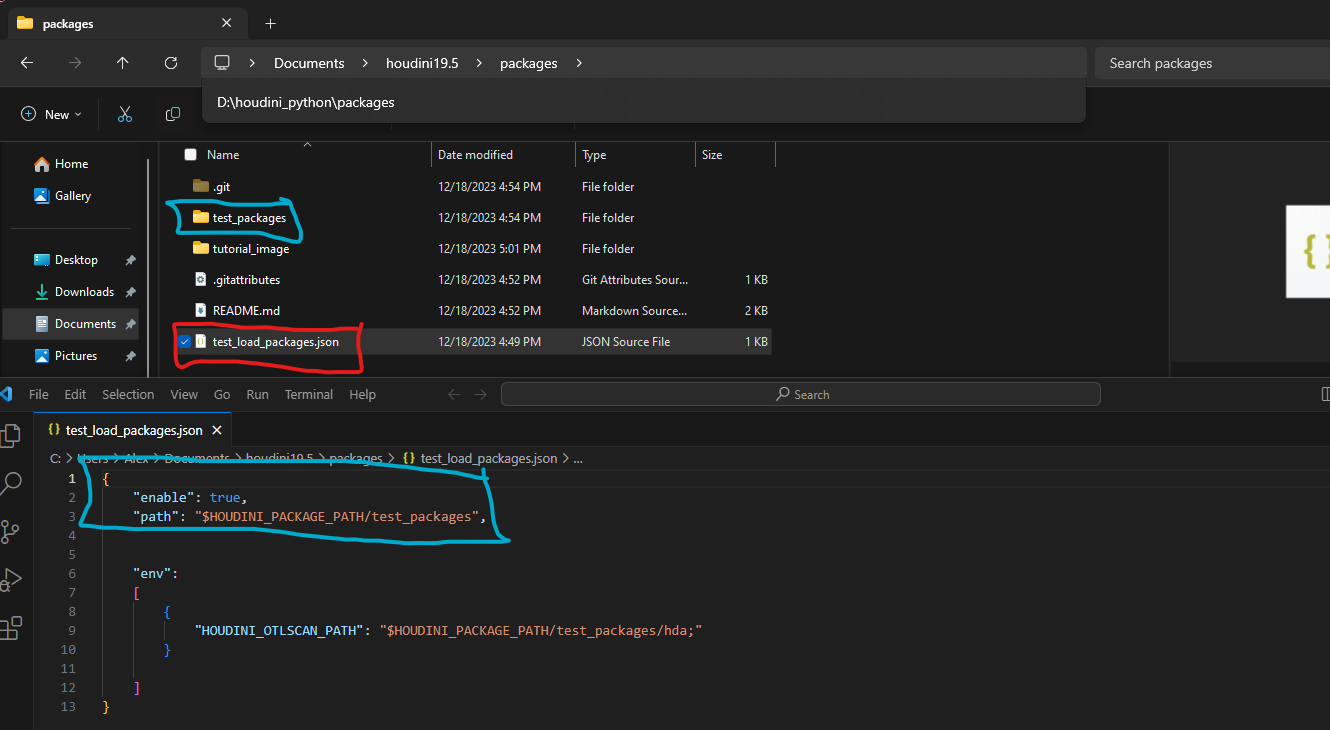 packages
Documents > houdini19.5 > packages >
Search packages
D:\houdini_python\packages
New
Name Date modified Type Size
Home
Gallery
Desktop
Downloads
Documents
Pictures
.git 12/18/2023 4:54 PM File folder
test_packages 12/18/2023 4:54 PM File folder
tutorial_image 12/18/2023 5:01 PM File folder
.gitattributes 12/18/2023 4:52 PM Git Attributes Sour... 1 KB
README.md 12/18/2023 4:52 PM Markdown Source... 2 KB
test_load_packages.json 12/18/2023 4:49 PM JSON Source File 1 KB
File Edit Selection View Go Run Terminal Help
Search
{} test_load_packages.json
C: > Users > Alex > Documents > houdini19.5 > packages > {} test_load_packages.json > ...
1 {
2 "enable": true,
3 "path": "$HOUDINI_PACKAGE_PATH/test_packages",
4
5
6 "env":
7 [
8 {
9 "HOUDINI_OTLSCAN_PATH": "$HOUDINI_PACKAGE_PATH/test_packages/hda;"
10 }
11
12 ]
13 }